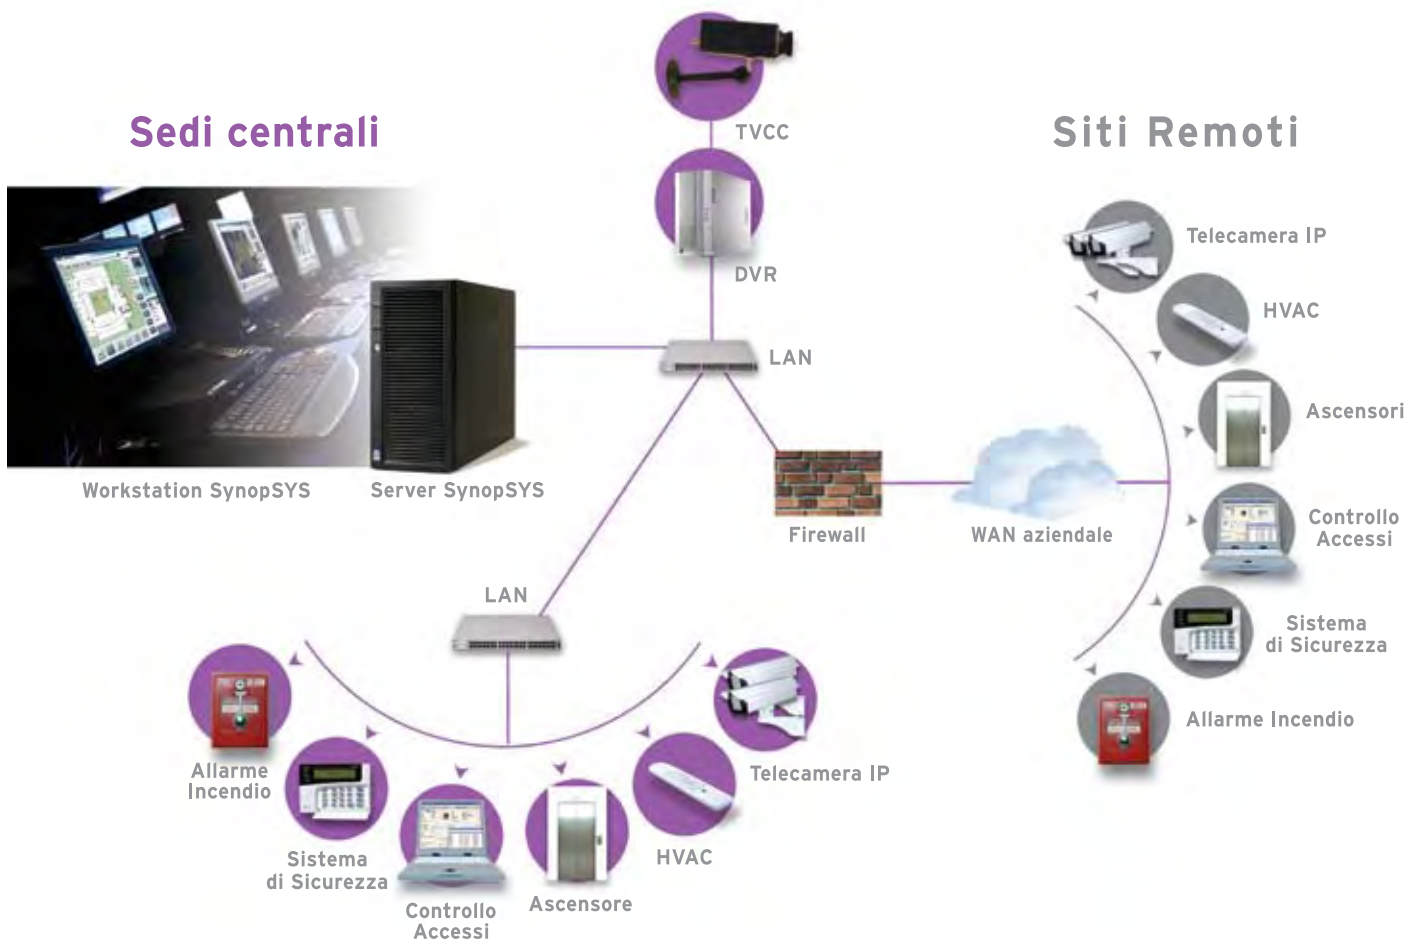 Sedi centrali
TVCC
Siti Remoti
DVR
Telecamera IP
HVAC
LAN
Ascensori
Workstation SynopSYS
Server SynopSYS
Firewall
WAN aziendale
Controllo
Accessi
LAN
Sistema
di Sicurezza
Allarme Incendio
Allarme
Incendio
Sistema
di Sicurezza
Controllo
Accessi
Ascensore
HVAC
Telecamera IP